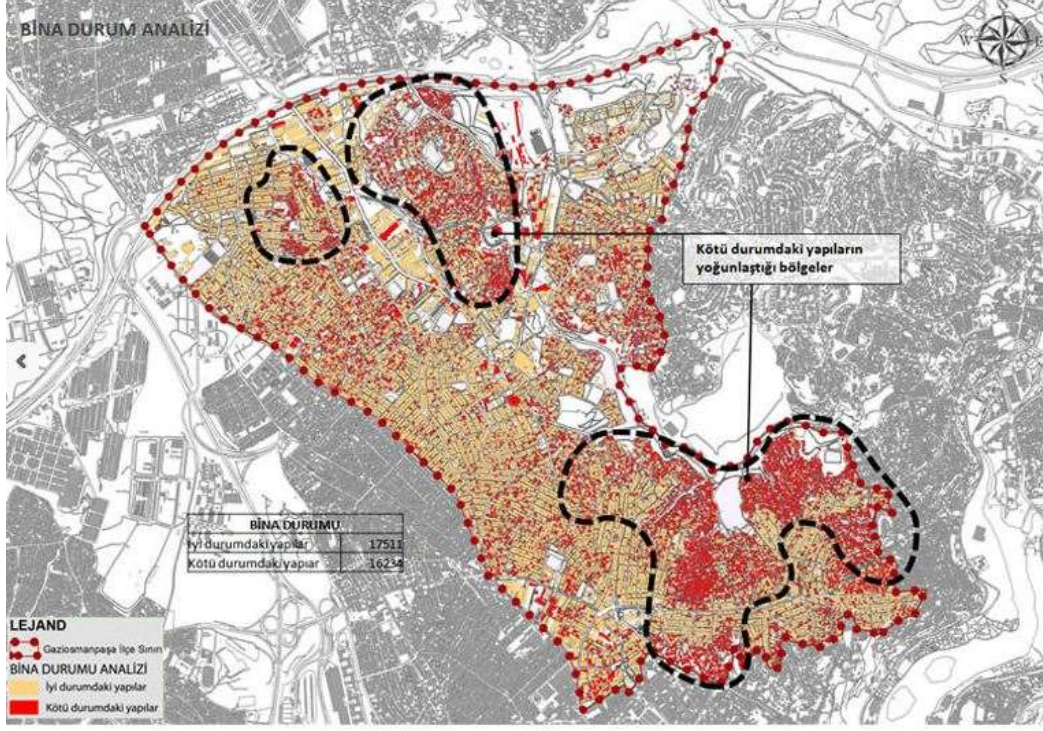 BİNA DURUM ANALİZİ
N
W
E
S
Kötü durumdaki yapıların
yoğunlaştığı bölgeler
BİNA DURUMU
İyi durumdaki yapılar 17511
Kötü durumdaki yapıar 16234
LEJAND
Gaziosmanpaşa İlçe Sınırı
BİNA DURUMU ANALİZİ
İyi durumdaki yapılar
Kötü durumdaki yapılar